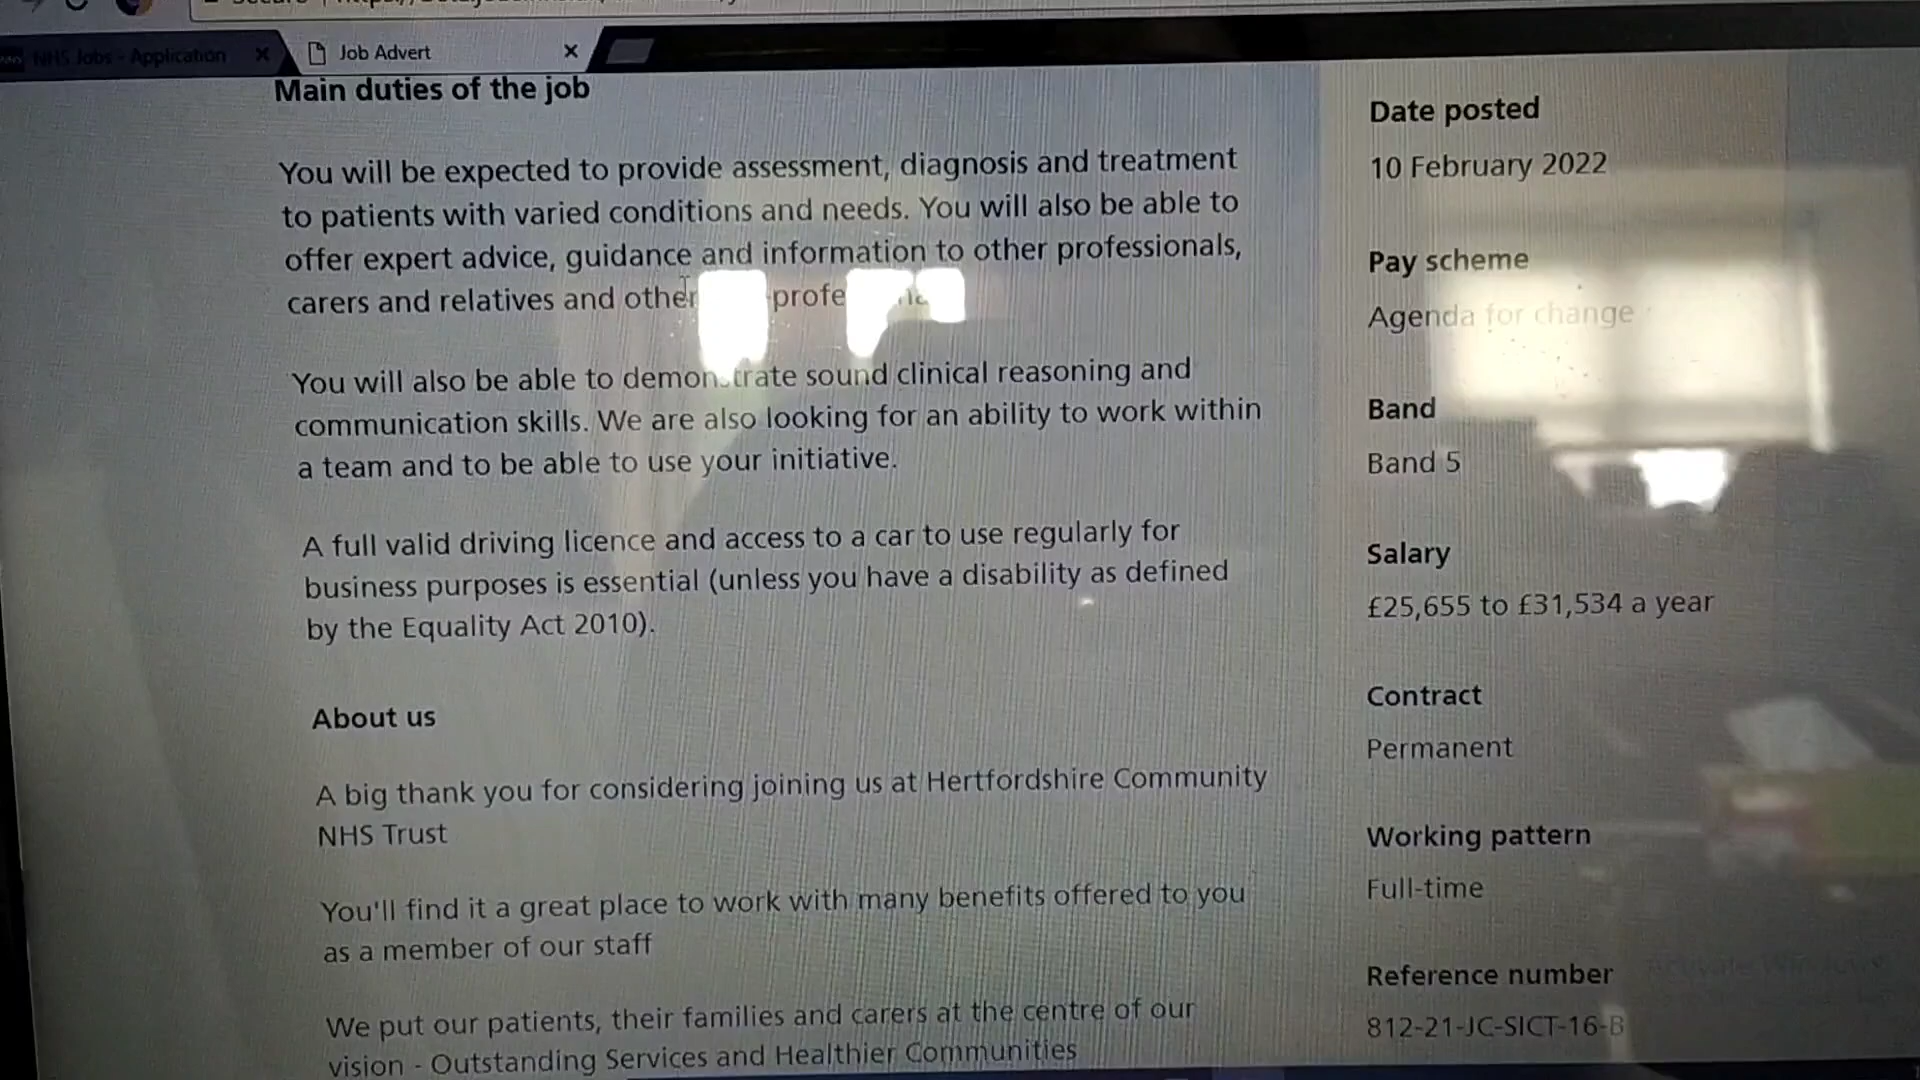 NHS Jobs - Application
Job Advert
Main duties of the job
You will be expected to provide assessment, diagnosis and treatment
to patients with varied conditions and needs. You will also be able to
offer expert advice, guidance and information to other professionals,
carers and relatives and other
You will also be able to demonstrate sound clinical reasoning and
communication skills. We are also looking for an ability to work within
a team and to be able to use your initiative.
A full valid driving licence and access to a car to use regularly for
business purposes is essential (unless you have a disability as defined
by the Equality Act 2010).
About us
A big thank you for considering joining us at Hertfordshire Community
NHS Trust
You'll find it a great place to work with many benefits offered to you
as a member of our staff
We put our patients, their families and carers at the centre of our
vision - Outstanding Services and Healthier Communities
Date posted
10 February 2022
Pay scheme
Agenda for change
Band
Band 5
Salary
£25,655 to £31,534 a year
Contract
Permanent
Working pattern
Full-time
Reference number
812-21-JC-SICT-16-B
Activate Windows